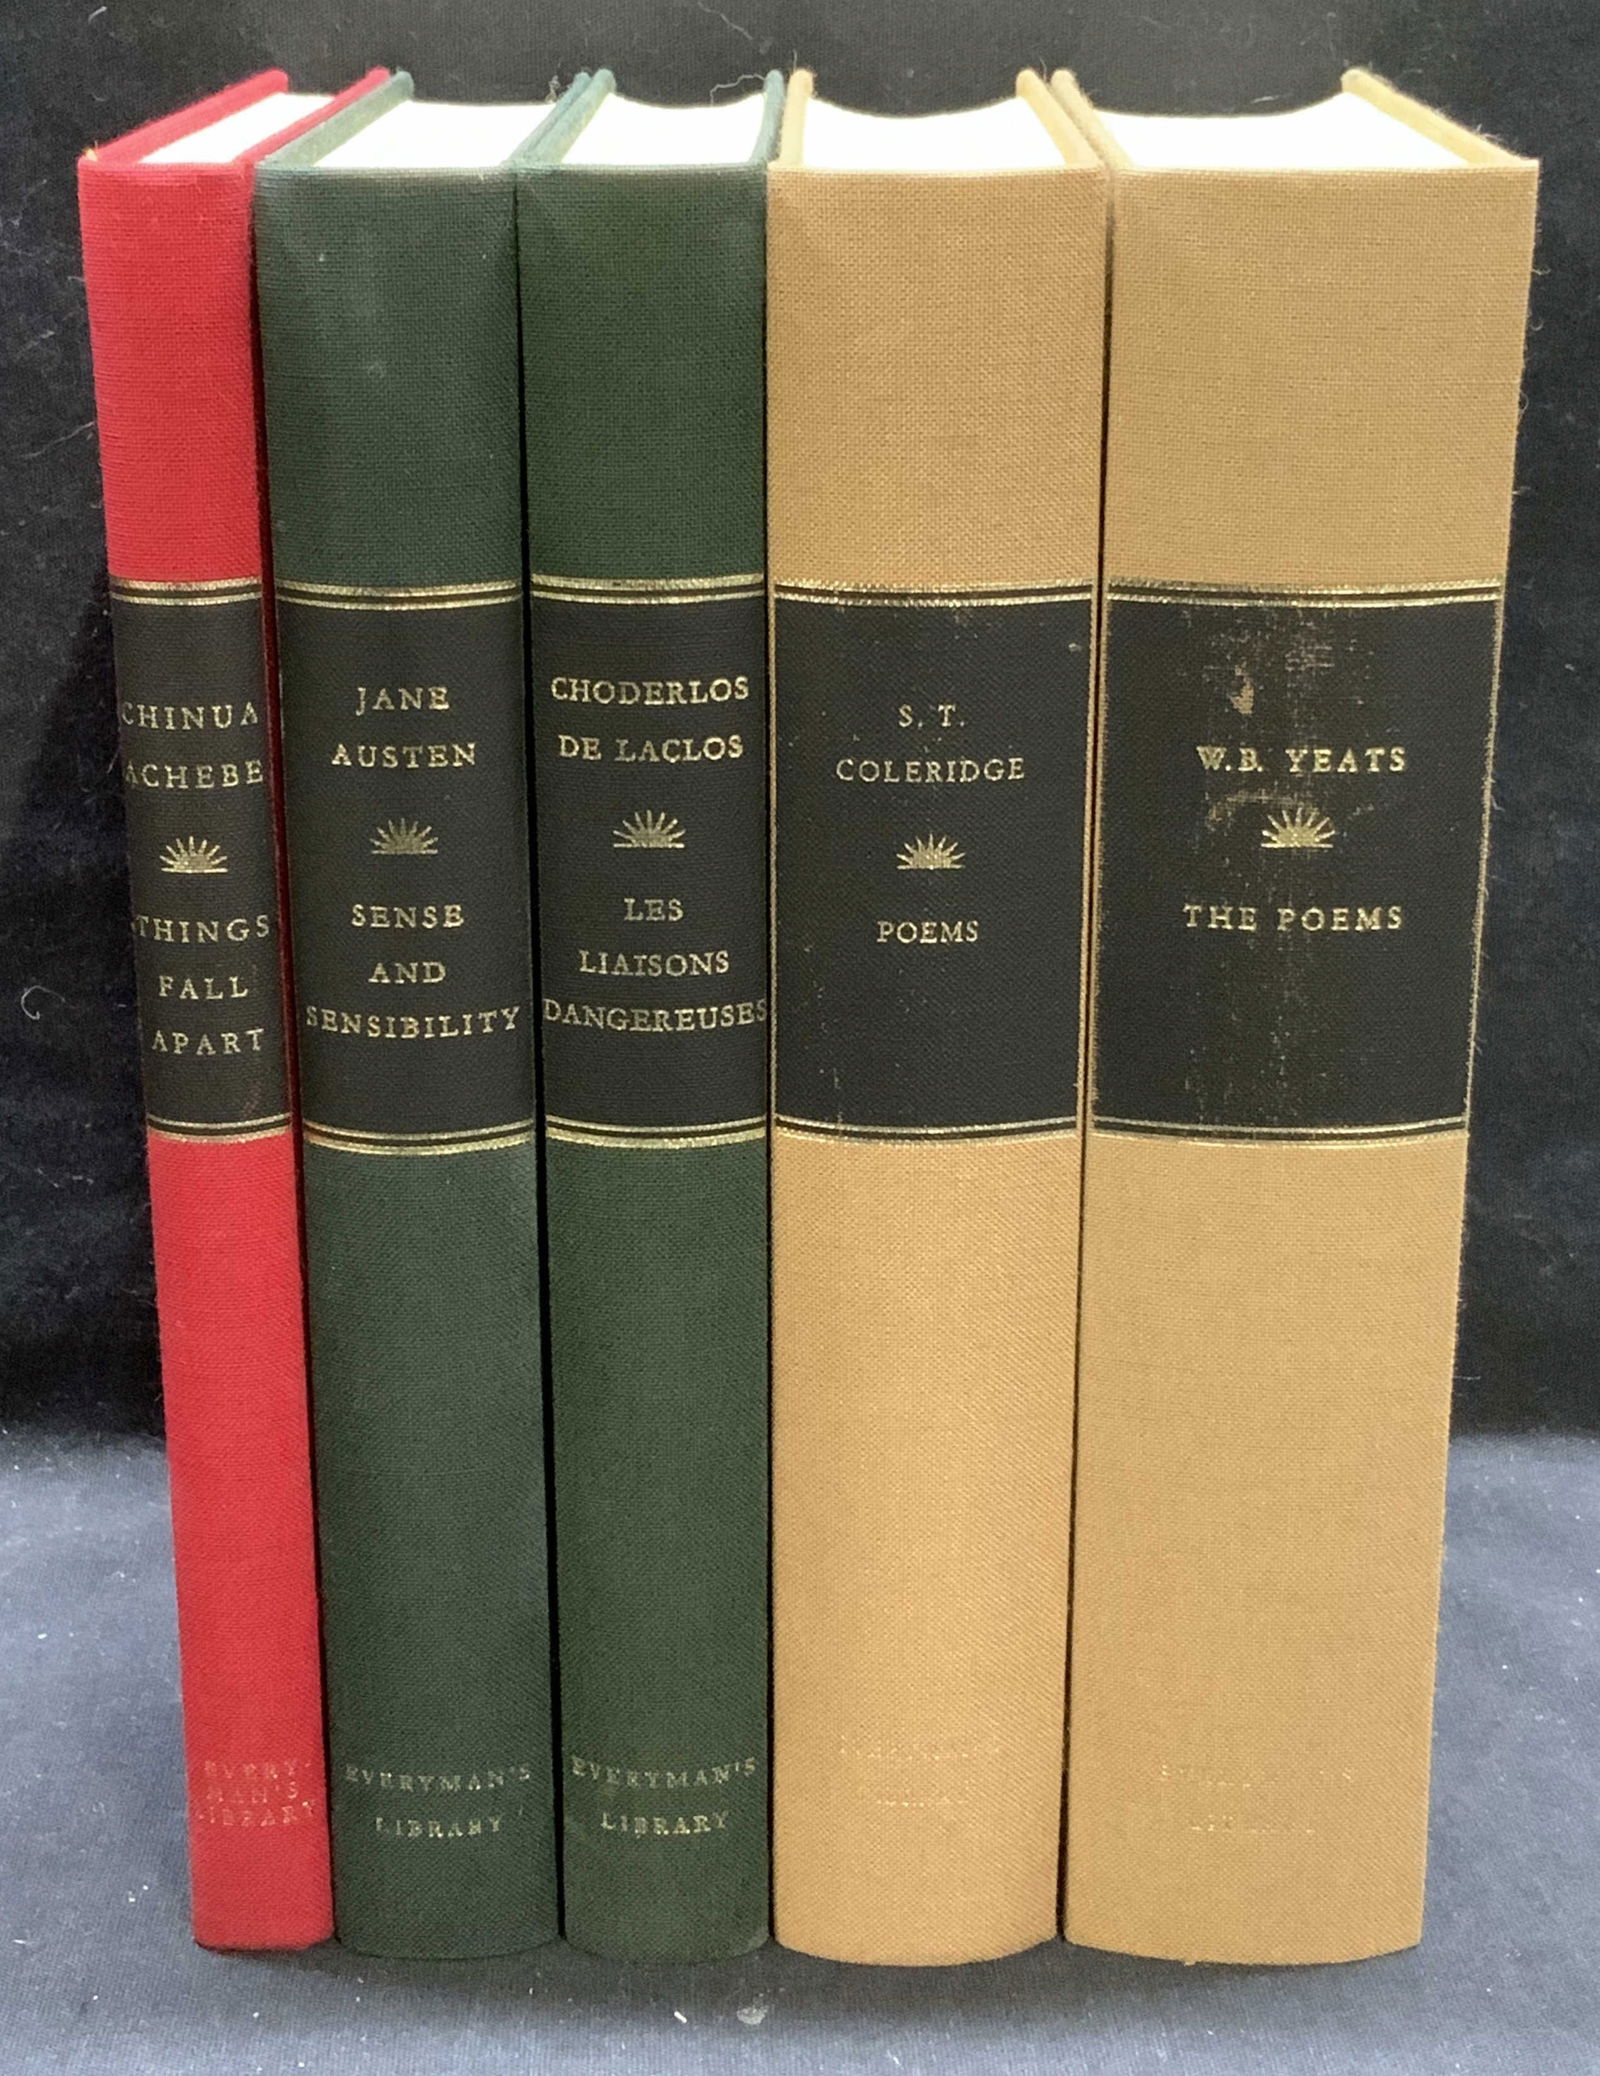 CHINUA
ACHEBE
THINGS
FALL
APART
EVERY-
MAN'S
LIBRARY
JANE
AUSTEN
SENSE
AND
SENSIBILITY
EVERYMAN'S
LIBRARY
CHODERLOS
DE LACLOS
LES
LIAISONS
DANGEREUSES
EVERYMAN'S
LIBRARY
S. T.
COLERIDGE
POEMS
W.B. YEATS
THE POEMS